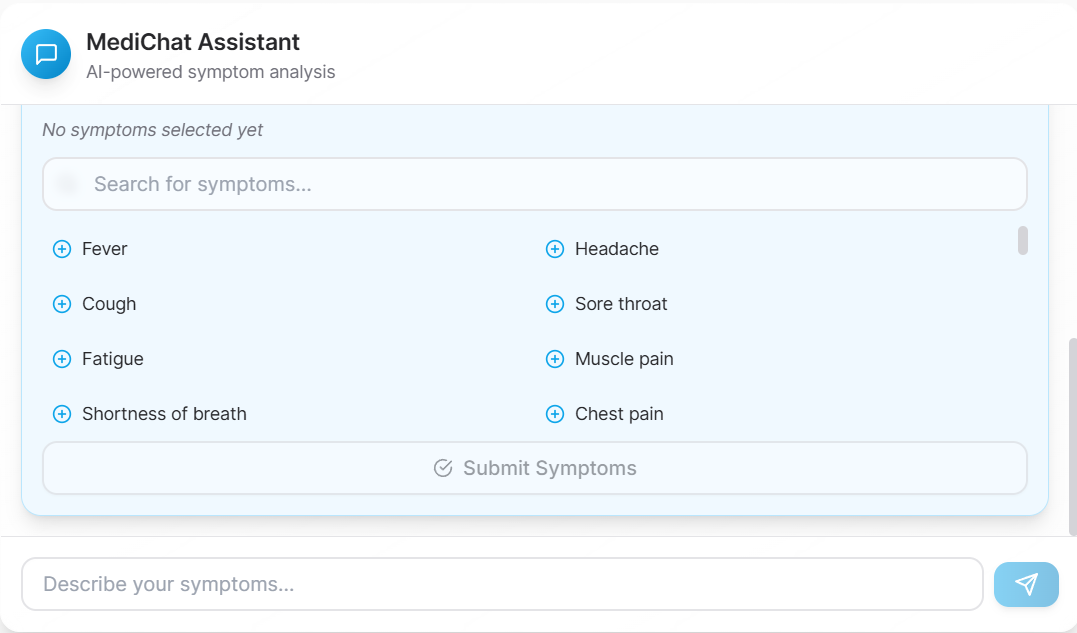 MediChat Assistant
AI-powered symptom analysis
No symptoms selected yet
Search for symptoms...
Fever
Headache
Cough
Sore throat
Fatigue
Muscle pain
Shortness of breath
Chest pain
Submit Symptoms
Describe your symptoms...